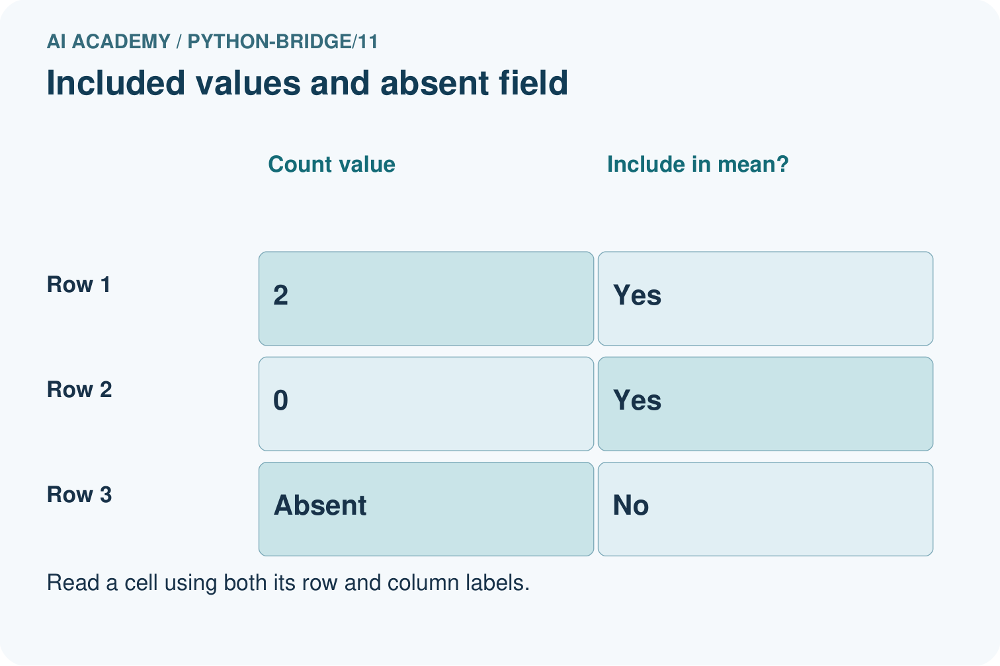 AI ACADEMY / PYTHON-BRIDGE/11
Included values and absent field
Count value Include in mean?
Row 1 2 Yes
Row 2 0 Yes
Row 3 Absent No
Read a cell using both its row and column labels.